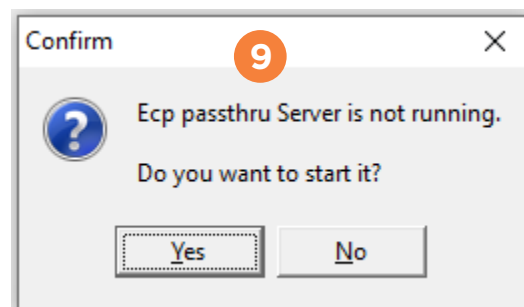 Confirm
9
Ecp passthru Server is not running.
Do you want to start it?
Yes
No